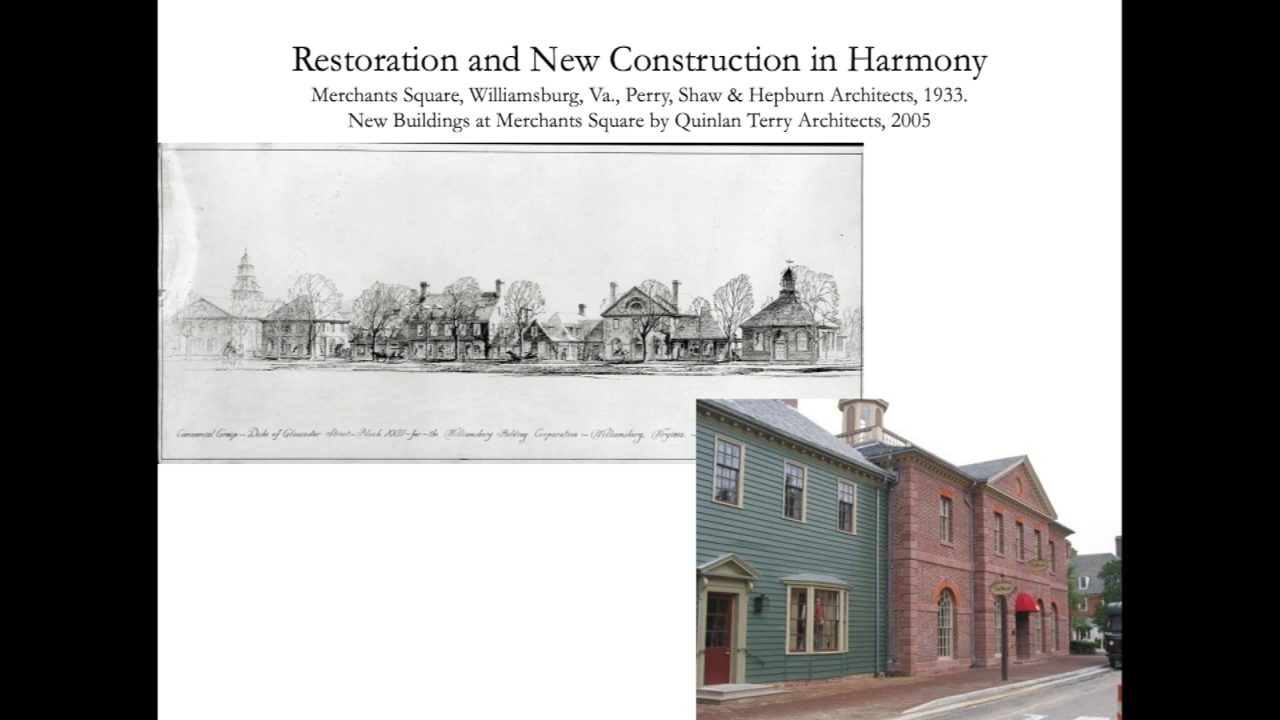 Restoration and New Construction in Harmony
Merchants Square, Williamsburg, Va., Perry, Shaw & Hepburn Architects, 1933.
New Buildings at Merchants Square by Quinlan Terry Architects, 2005
Commercial Group – Duke of Gloucester Street – Block XVIII – for – the Williamsburg Holding Corporation – Williamsburg, Virginia –